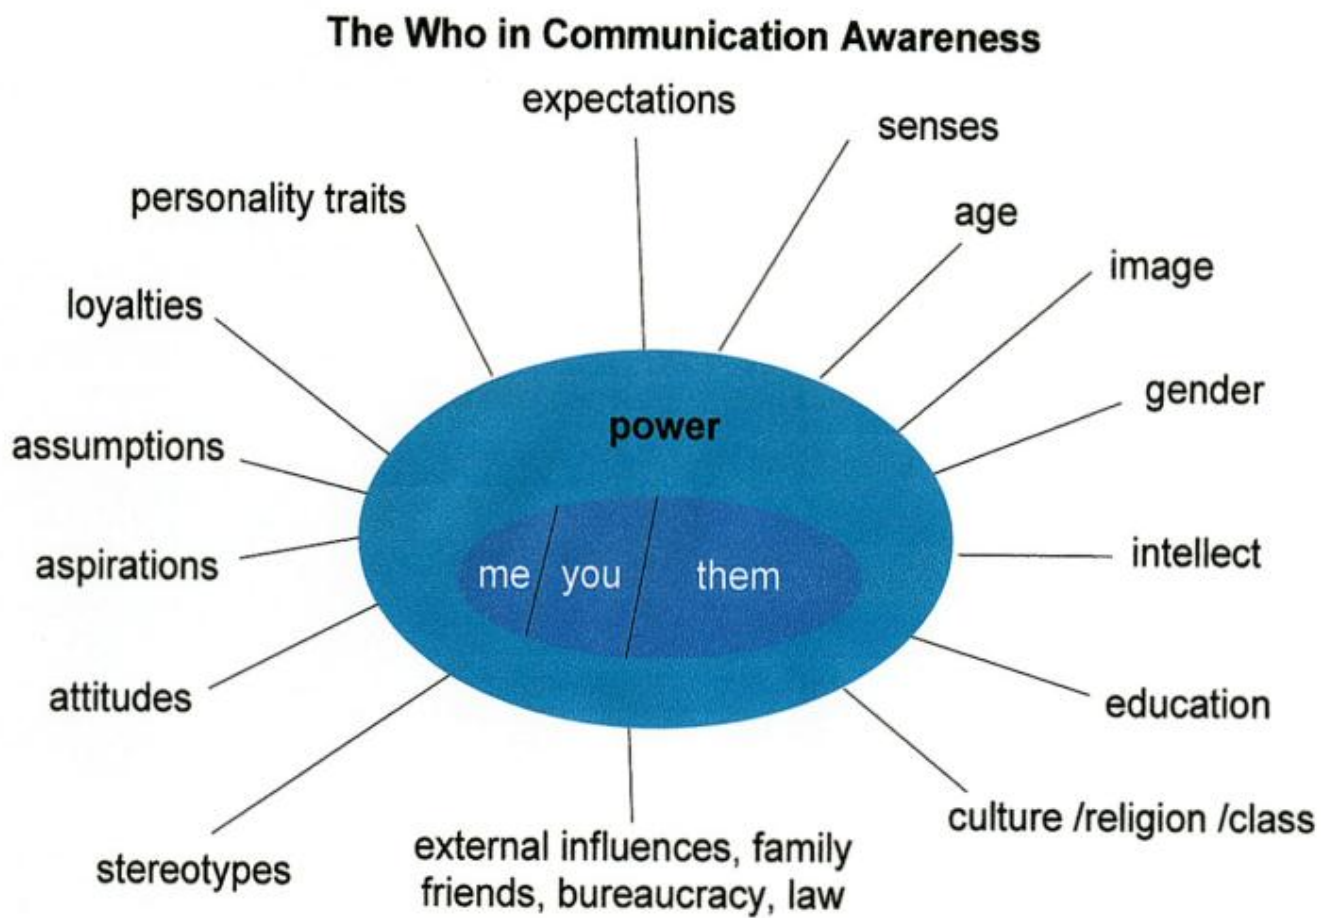 The Who in Communication Awareness
expectations
senses
personality traits
age
image
loyalties
gender
power
assumptions
intellect
aspirations
me
you
them
attitudes
education
culture /religion /class
stereotypes
external influences, family
friends, bureaucracy, law